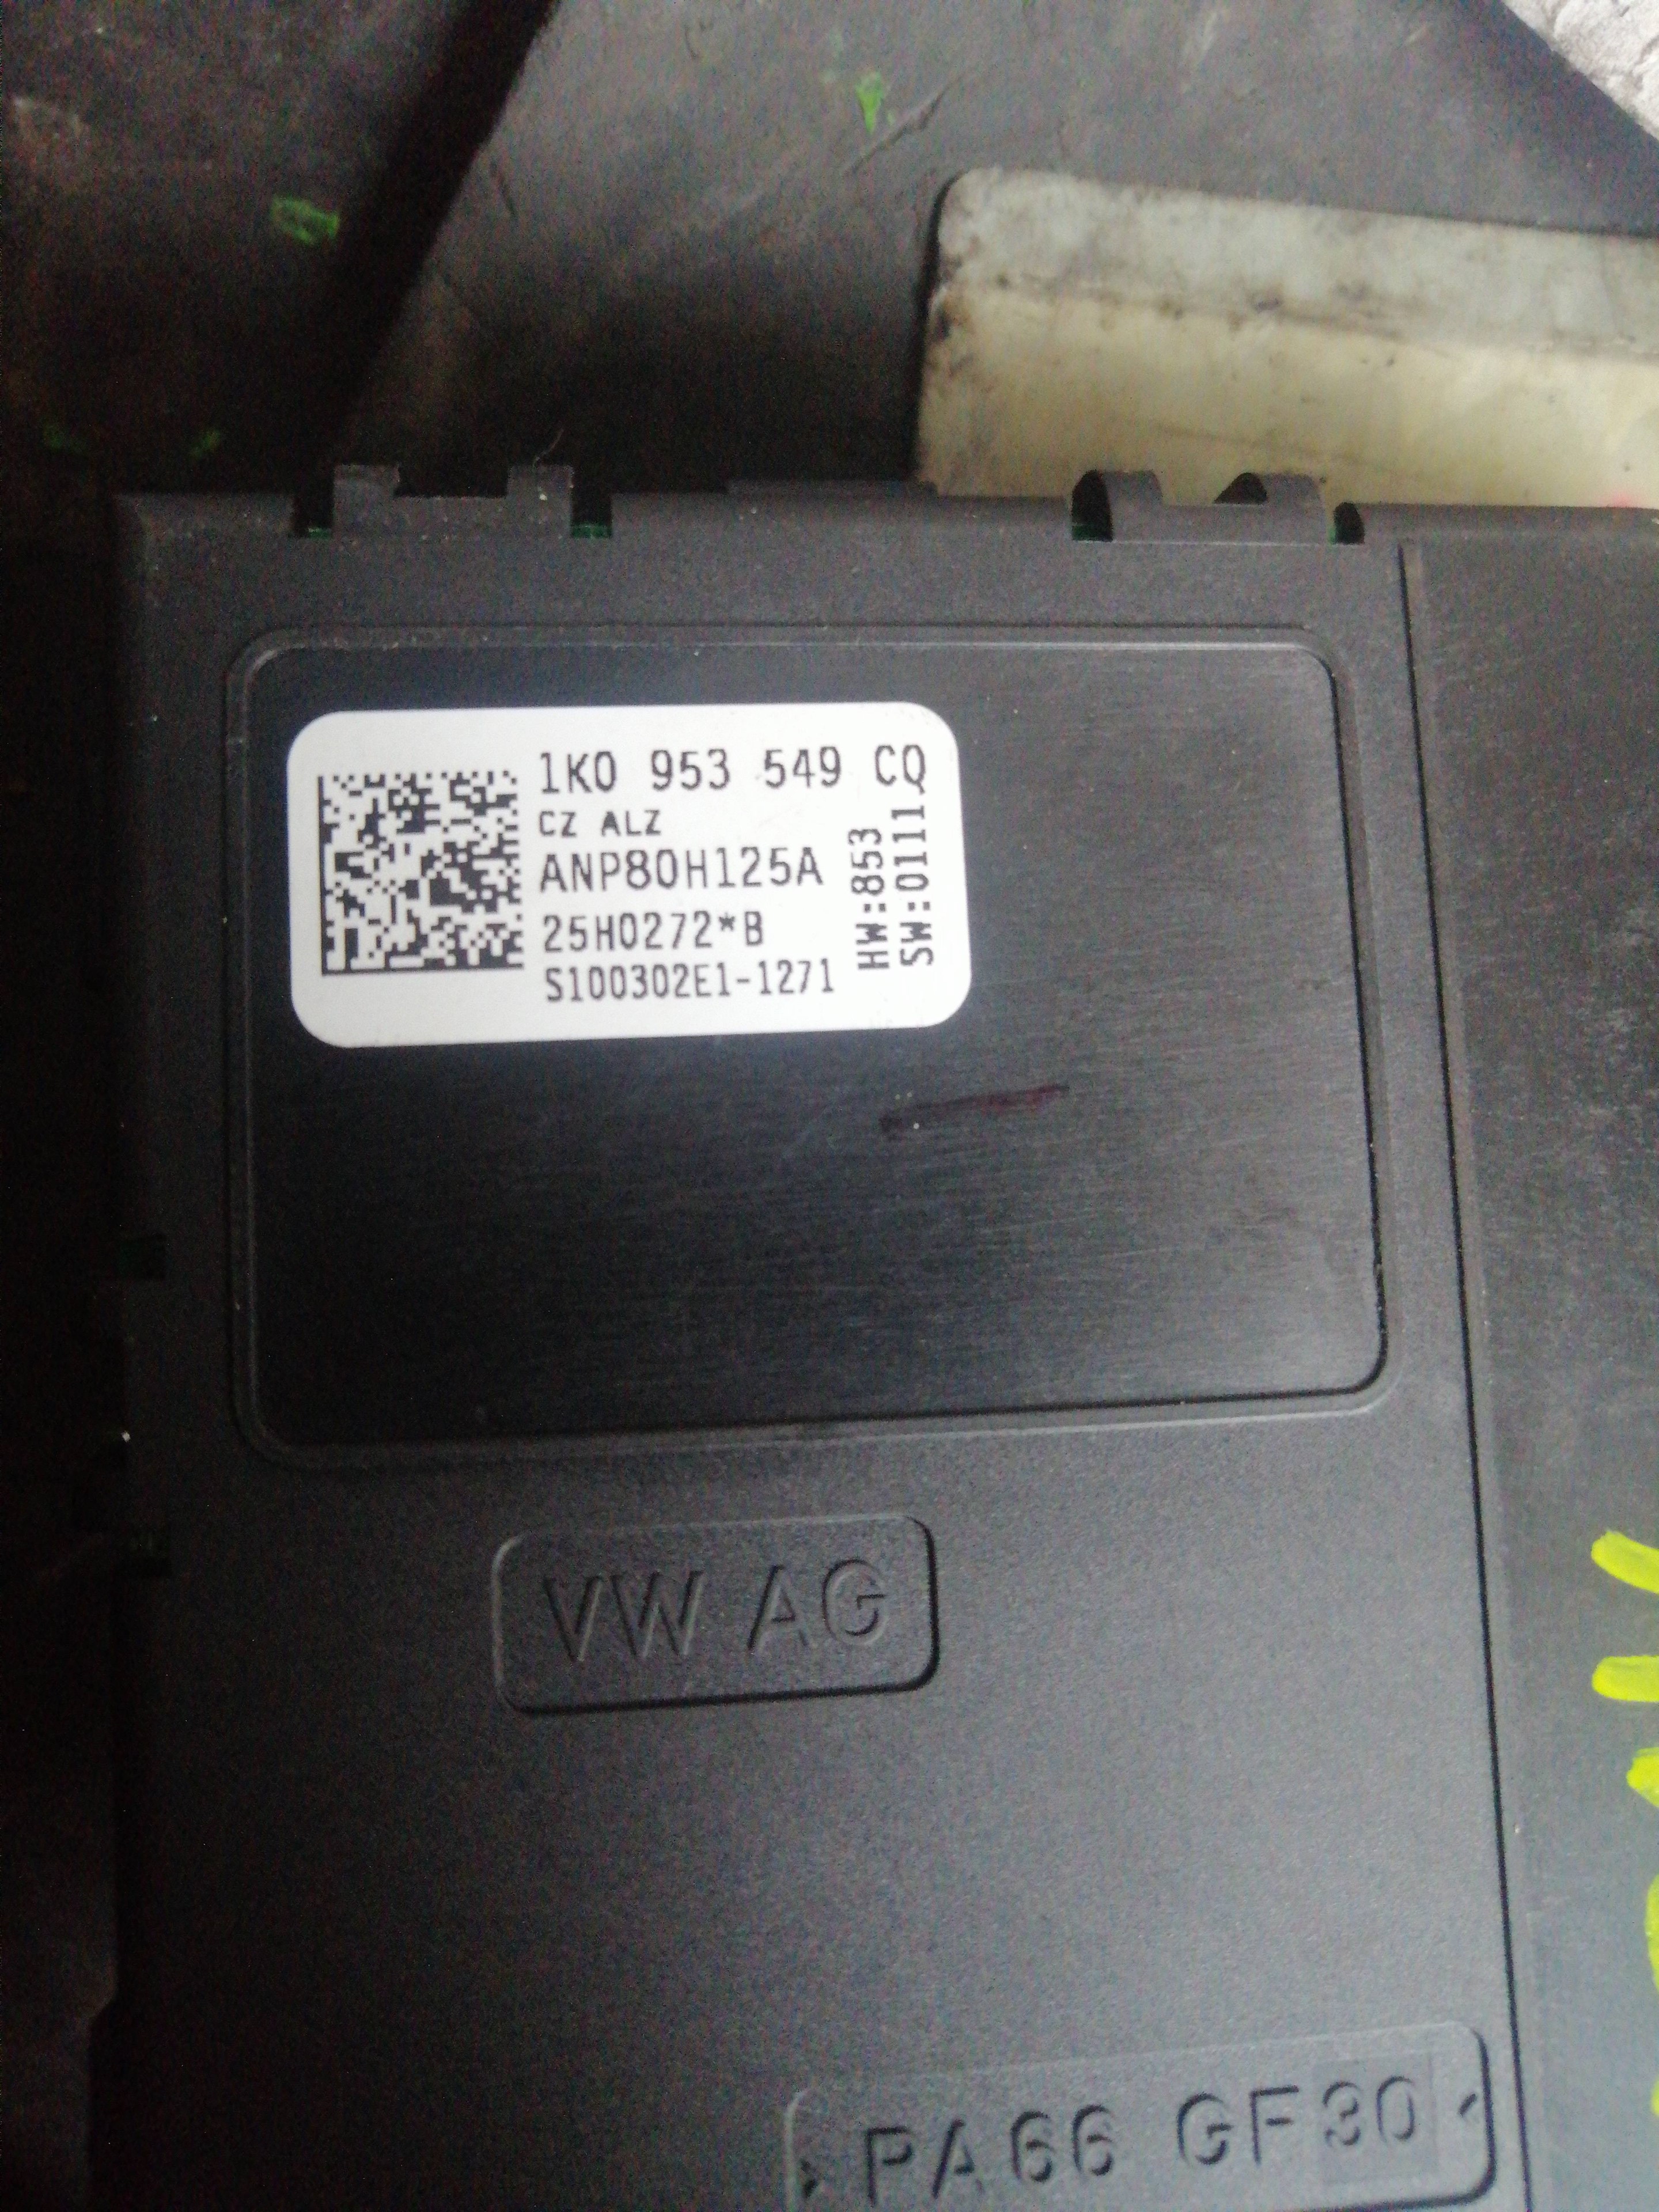 1K0 953 549 CQ
CZ ALZ
ANP80H125A
25H0272*B
S100302E1-1271
HW:853
SW:0111
VW AG
>PA66 GF30<